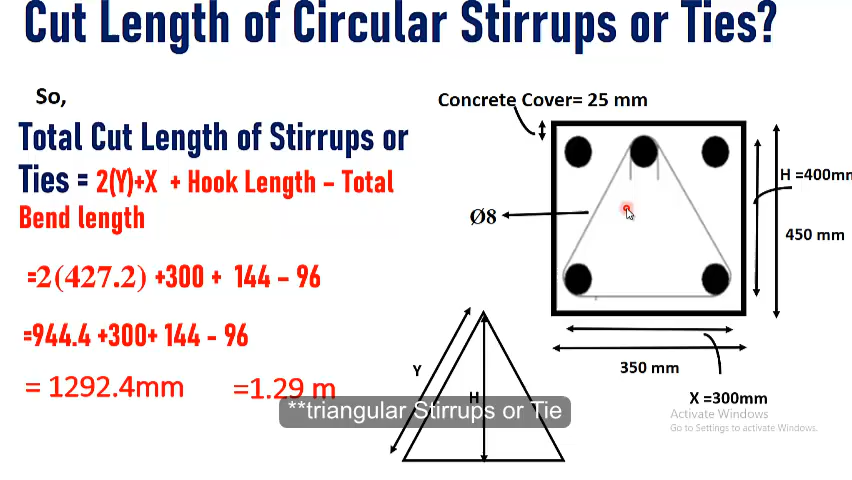 Cut Length of Circular Stirrups or Ties?
So,
Total Cut Length of Stirrups or
Ties = 2(Y)+X + Hook Length – Total
Bend length
=2(427.2) +300 + 144 – 96
=944.4 +300+ 144 – 96
= 1292.4mm =1.29 m
Concrete Cover= 25 mm
H =400mm
Ø8
450 mm
350 mm
X =300mm
Y
H
**triangular Stirrups or Tie
Activate Windows
Go to Settings to activate Windows.